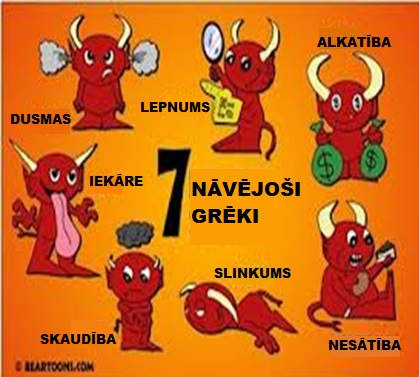 ALKATĪBA
LEPNUMS
DUSMAS
IEKĀRE
7 NĀVĒJOŠI
GRĒKI
SLINKUMS
SKAUDĪBA
NESĀTĪBA
$ $
© BEARTOONS.COM